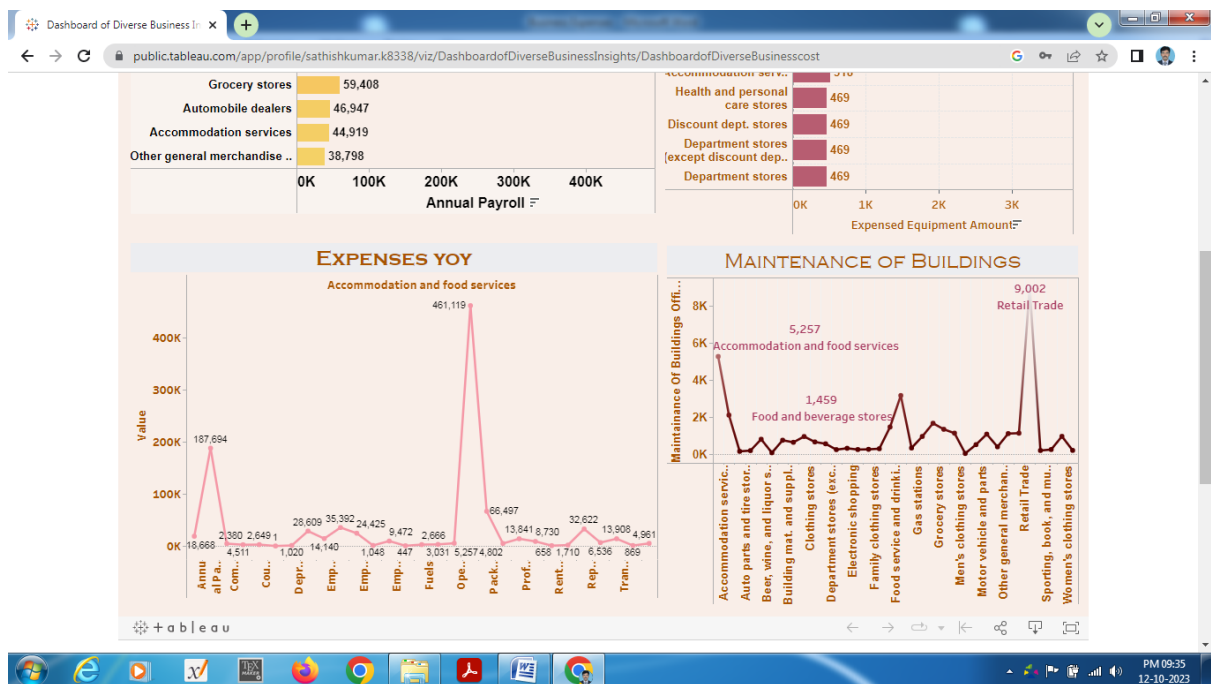 Dashboard of Diverse Business In
public.tableau.com/app/profile/sathishkumar.k8338/viz/DashboardofDiverseBusinessInsights/DashboardofDiverseBusinesscost
Grocery stores 59,408
Automobile dealers 46,947
Accommodation services 44,919
Other general merchandise .. 38,798
0K 100K 200K 300K 400K
Annual Payroll
Accommodation serv.. 516
Health and personal
care stores 469
Discount dept. stores 469
Department stores
(except discount dep.. 469
Department stores 469
0K 1K 2K 3K
Expensed Equipment Amount
EXPENSES YOY
Accommodation and food services
Value
400K
300K
200K
100K
0K
461,119
187,694
18,668
2,380 2,649 1
4,511
1,020
28,609
14,140
35,392
24,425
1,048
9,472
447
2,666
3,031
5,257
66,497
4,802
13,841
658
8,730
1,710
32,622
6,536
13,908
869
4,961
Annu
al Pa..
Com..
Cou..
Depr..
Emp..
Emp..
Emp..
Fuels
Ope..
Pack..
Prof..
Rent..
Rep..
Tran..
MAINTENANCE OF BUILDINGS
Maintainance Of Buildings Offi...
8K
6K
4K
2K
0K
9,002
Retail Trade
5,257
Accommodation and food services
1,459
Food and beverage stores
Accommodation servic..
Auto parts and tire stor..
Beer, wine, and liquor s..
Building mat. and suppl..
Clothing stores
Department stores (exc..
Electronic shopping
Family clothing stores
Food service and drinki..
Gas stations
Grocery stores
Men's clothing stores
Motor vehicle and parts
Other general merchan..
Retail Trade
Sporting, book, and mu..
Women's clothing stores
+ a b | e a u
PM 09:35
12-10-2023